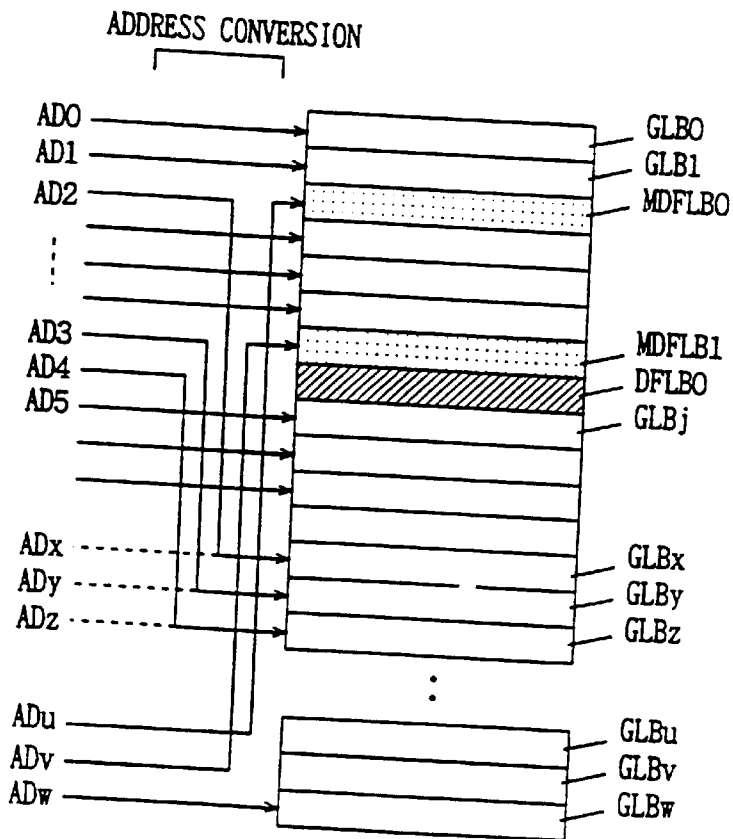 ADDRESS CONVERSION
AD0 GLB0
AD1 GLB1
AD2 MDFLB0
AD3 MDFLB1
AD4 DFLB0
AD5 GLBj
ADx GLBx
ADy GLBy
ADz GLBz
ADu GLBu
ADv GLBv
ADw GLBw